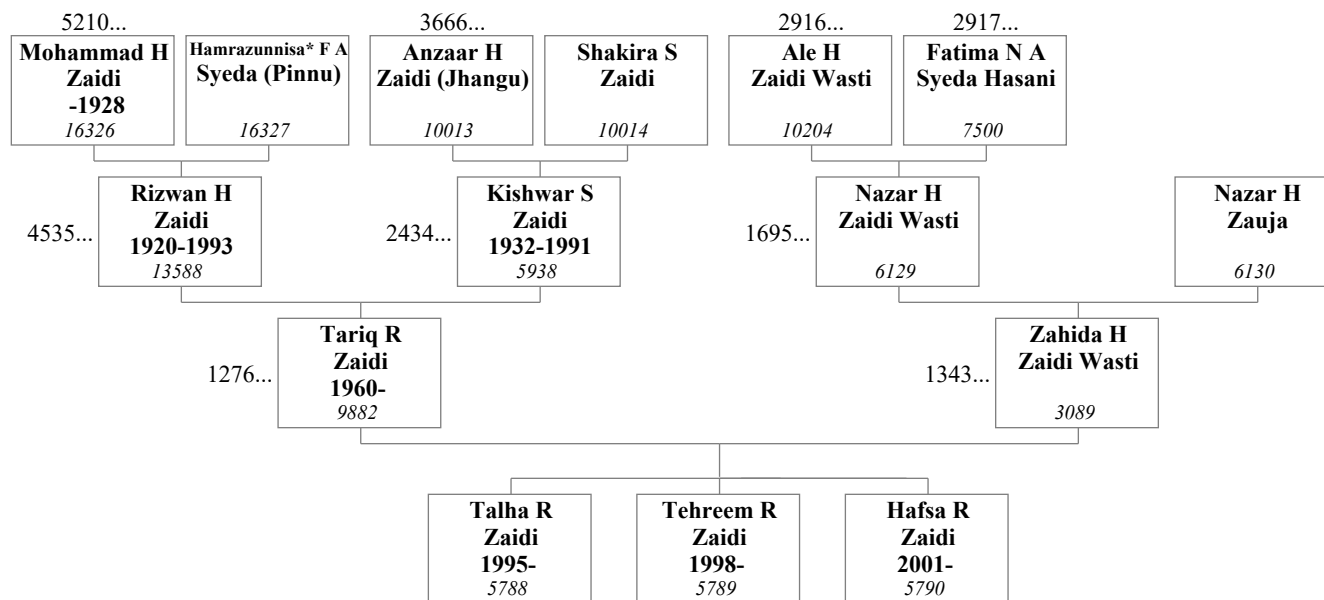 5210...
3666...
2916...
2917...
Mohammad H
Zaidi
-1928
16326
Hamrazunnisa* F A
Syeda (Pinnu)
16327
Anzaar H
Zaidi (Jhangu)
10013
Shakira S
Zaidi
10014
Ale H
Zaidi Wasti
10204
Fatima N A
Syeda Hasani
7500
4535...
Rizwan H
Zaidi
1920-1993
13588
2434...
Kishwar S
Zaidi
1932-1991
5938
1695...
Nazar H
Zaidi Wasti
6129
Nazar H
Zauja
6130
1276...
Tariq R
Zaidi
1960-
9882
1343...
Zahida H
Zaidi Wasti
3089
Talha R
Zaidi
1995-
5788
Tehreem R
Zaidi
1998-
5789
Hafsa R
Zaidi
2001-
5790